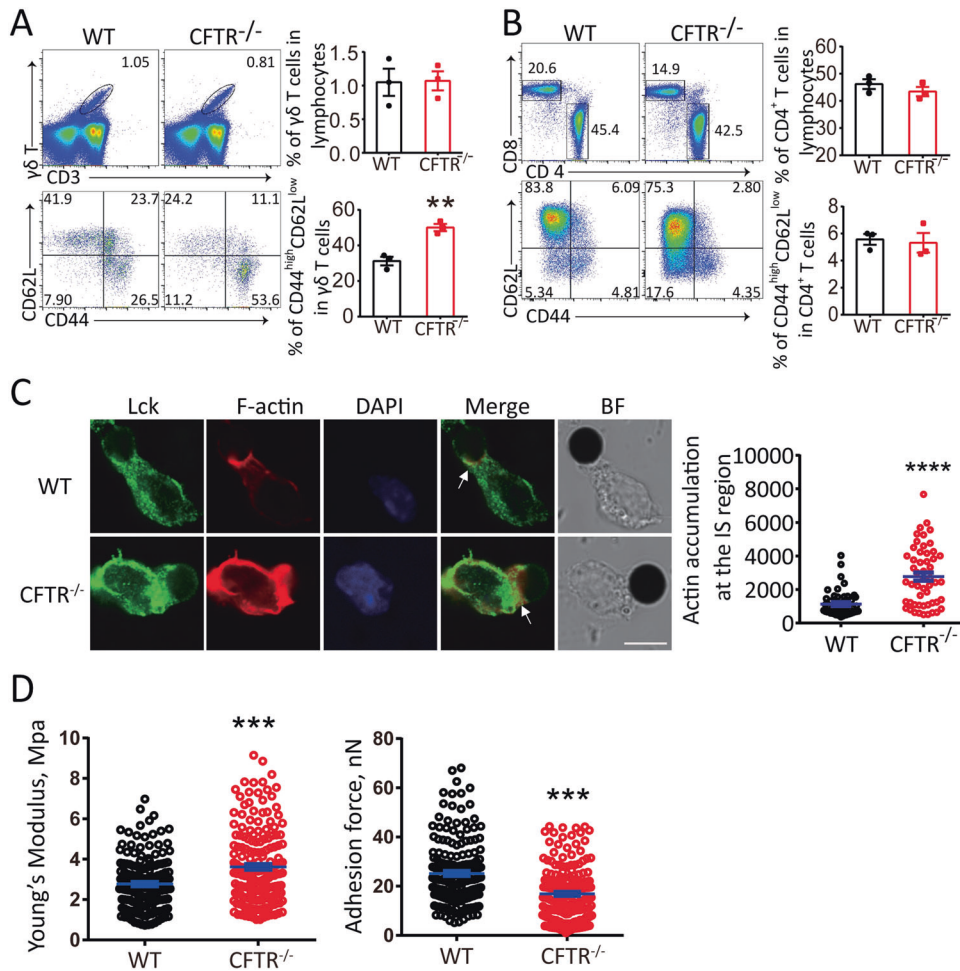 A
WT
CFTR-/-
1.05
0.81
γδ T
CD3
41.9
23.7
24.2
11.1
7.90
26.5
11.2
53.6
CD62L
CD44
% of γδ T cells in
lymphocytes
1.5
1.0
0.5
0.0
WT
CFTR-/-
% of CD44high CD62Llow
in γδ T cells
60
40
20
0
**
WT
CFTR-/-
B
WT
CFTR-/-
20.6
45.4
14.9
42.5
CD8
CD 4
83.8
6.09
75.3
2.80
5.34
4.81
17.6
4.35
CD62L
CD44
% of CD4+ T cells in
lymphocytes
60
50
40
30
20
WT
CFTR-/-
% of CD44high CD62Llow
in CD4+ T cells
8
6
4
2
0
WT
CFTR-/-
C
Lck
F-actin
DAPI
Merge
BF
WT
CFTR-/-
Actin accumulation
at the IS region
10000
8000
6000
4000
2000
0
****
WT
CFTR-/-
D
Young's Modulus, Mpa
10
8
6
4
2
0
***
WT
CFTR-/-
Adhesion force, nN
80
60
40
20
0
***
WT
CFTR-/-